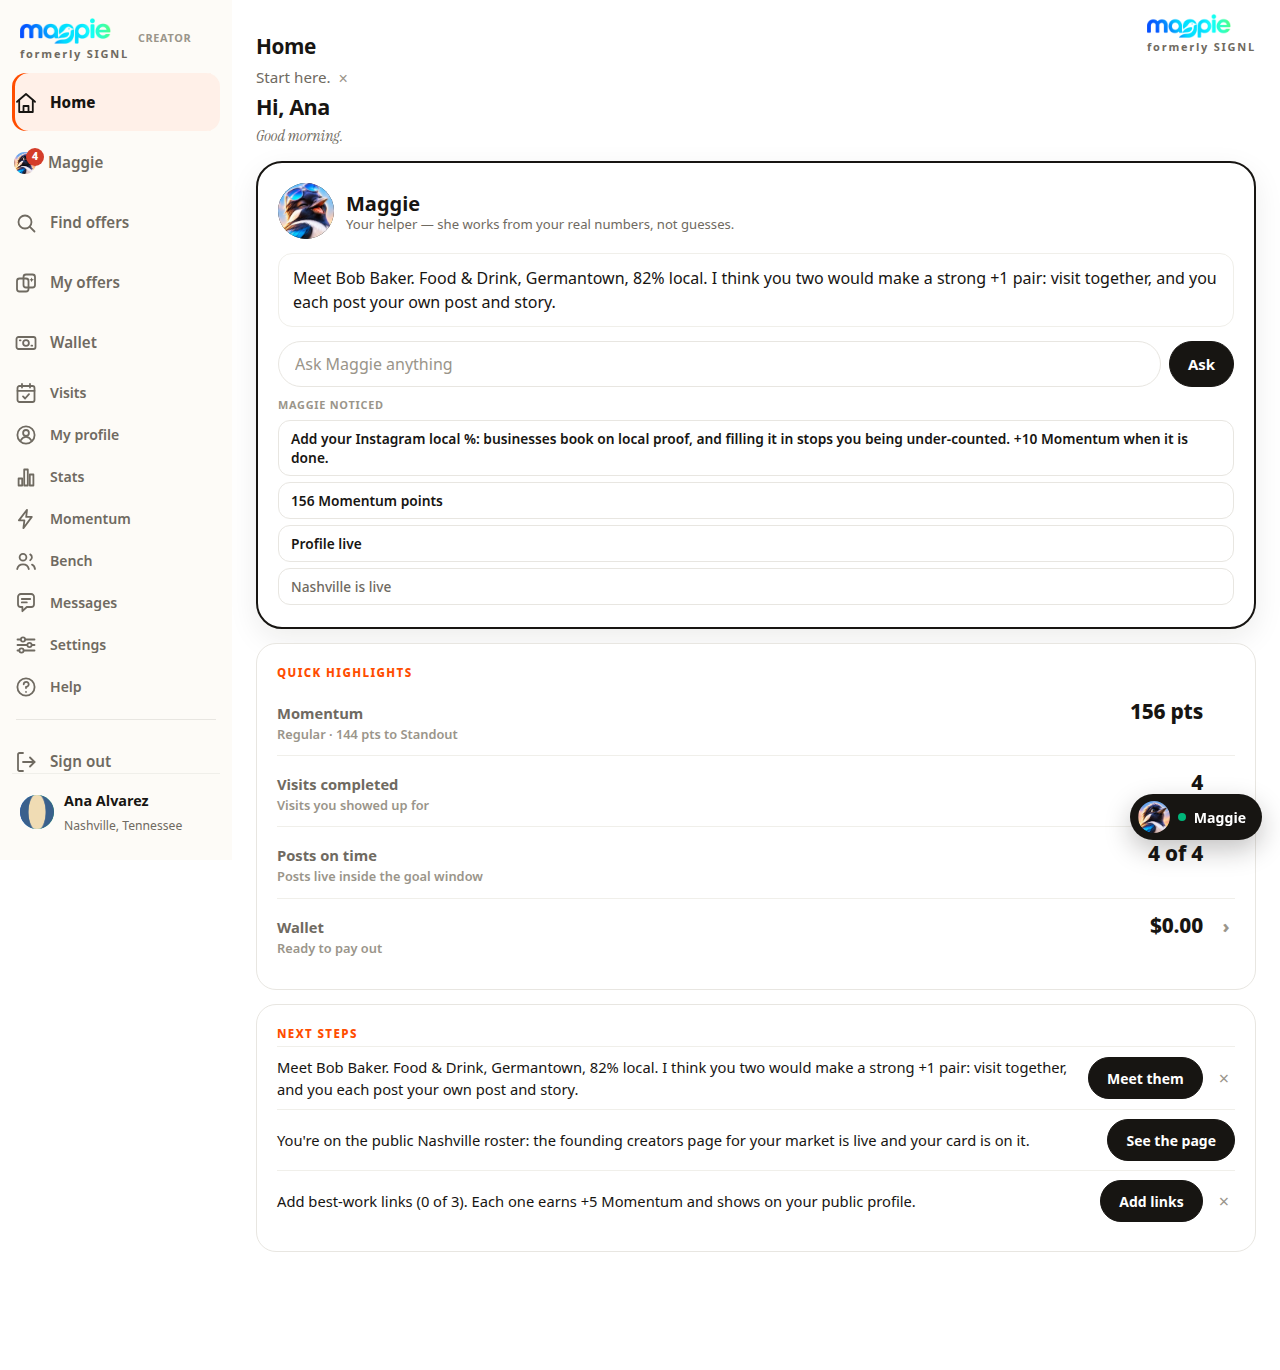 magpie
formerly SIGNL
CREATOR
Home
4
Maggie
Find offers
My offers
Wallet
Visits
My profile
Stats
Momentum
Bench
Messages
Settings
Help
Sign out
Ana Alvarez
Nashville, Tennessee
magpie
formerly SIGNL
Home
Start here. ×
Hi, Ana
Good morning.
Maggie
Your helper — she works from your real numbers, not guesses.
Meet Bob Baker. Food & Drink, Germantown, 82% local. I think you two would make a strong +1 pair: visit together, and you
each post your own post and story.
Ask Maggie anything
Ask
MAGGIE NOTICED
Add your Instagram local %: businesses book on local proof, and filling it in stops you being under-counted. +10 Momentum when it is
done.
156 Momentum points
Profile live
Nashville is live
QUICK HIGHLIGHTS
Momentum
156 pts
Regular · 144 pts to Standout
Visits completed
4
Visits you showed up for
Maggie
Posts on time
4 of 4
Posts live inside the goal window
Wallet
$0.00 ›
Ready to pay out
NEXT STEPS
Meet Bob Baker. Food & Drink, Germantown, 82% local. I think you two would make a strong +1 pair: visit together,
and you each post your own post and story.
Meet them ×
You're on the public Nashville roster: the founding creators page for your market is live and your card is on it.
See the page
Add best-work links (0 of 3). Each one earns +5 Momentum and shows on your public profile.
Add links ×